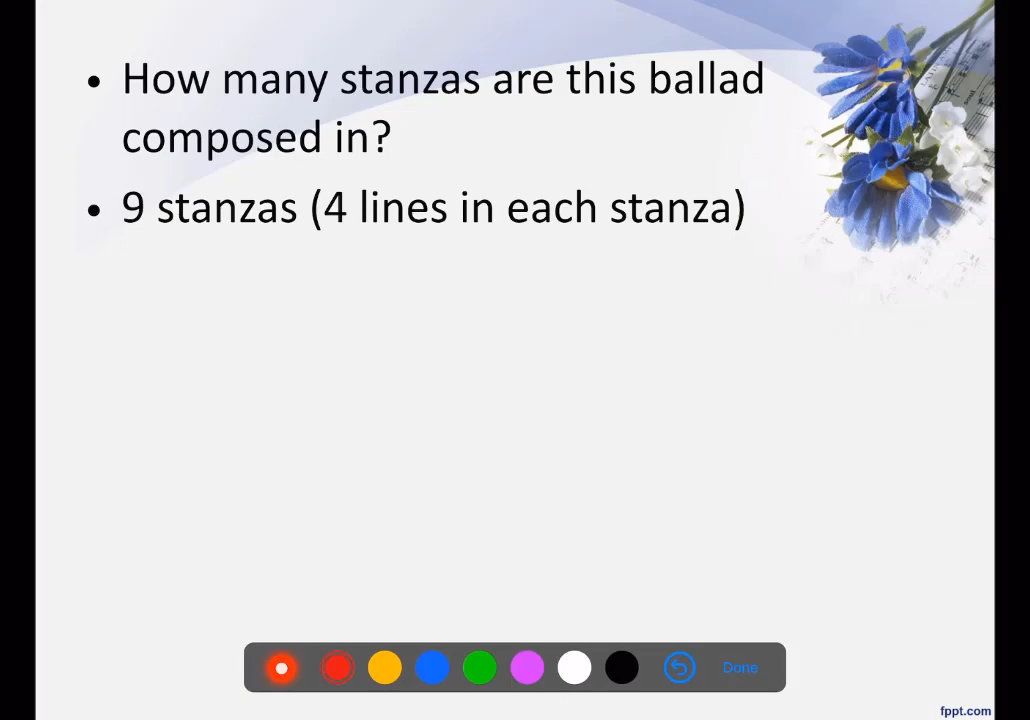 • How many stanzas are this ballad
composed in?
• 9 stanzas (4 lines in each stanza)
Done
fppt.com